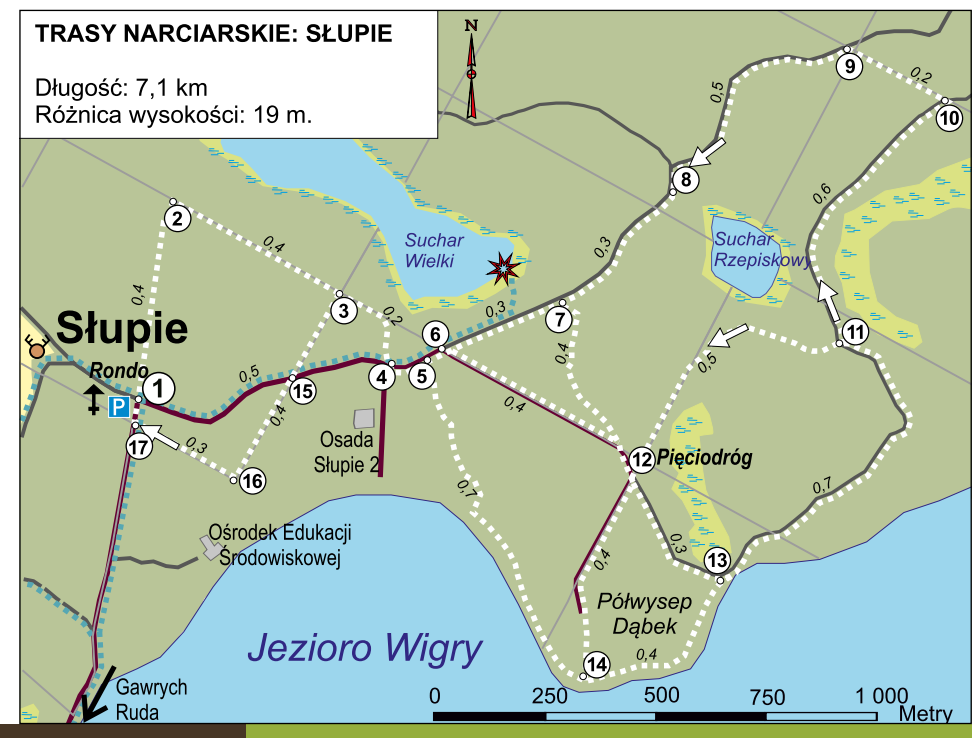 TRASY NARCIARSKIE: SŁUPIE
Długość: 7,1 km
Różnica wysokości: 19 m.
N
9
0,2
10
0,5
8
0,6
2
0,4
Suchar
Wielki
0,3
Suchar
Rzepiskowy
0,4
3
0,2
0,3
7
6
11
Słupie
Rondo
1
0,5
15
4
5
0,4
0,5
P
0,4
0,4
17
0,3
16
Osada
Słupie 2
12
Pięciodróg
0,7
0,7
Ośrodek Edukacji
Środowiskowej
0,3
13
0,4
Półwysep
Dąbek
Jezioro Wigry
14
0,4
Gawrych
Ruda
0
250
500
750
1 000
Metry